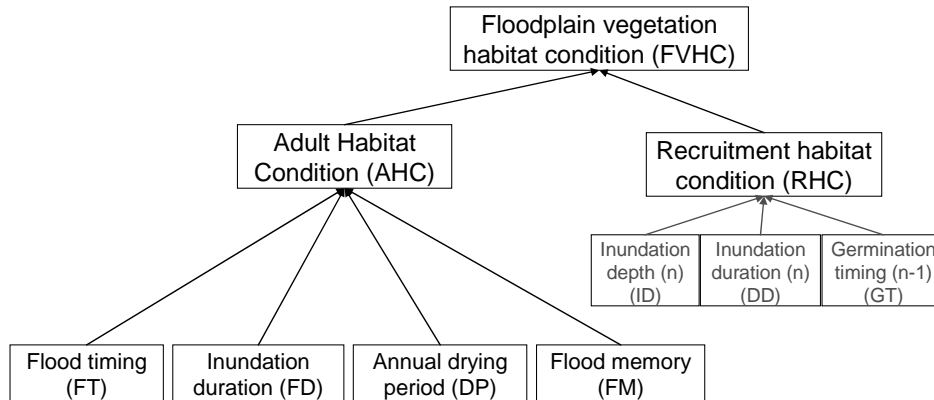 Floodplain vegetation
habitat condition (FVHC)
Adult Habitat
Condition (AHC)
Recruitment habitat
condition (RHC)
Inundation
depth (n)
(ID)
Inundation
duration (n)
(DD)
Germination
timing (n-1)
(GT)
Flood timing
(FT)
Inundation
duration (FD)
Annual drying
period (DP)
Flood memory
(FM)